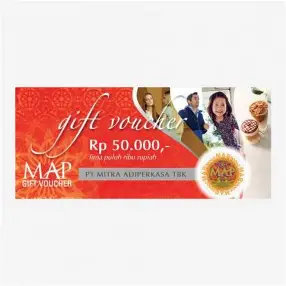 gift voucher
Rp 50.000,-
lima puluh ribu rupiah
MAP
GIFT VOUCHER
PT MITRA ADIPERKASA TBK
MAP